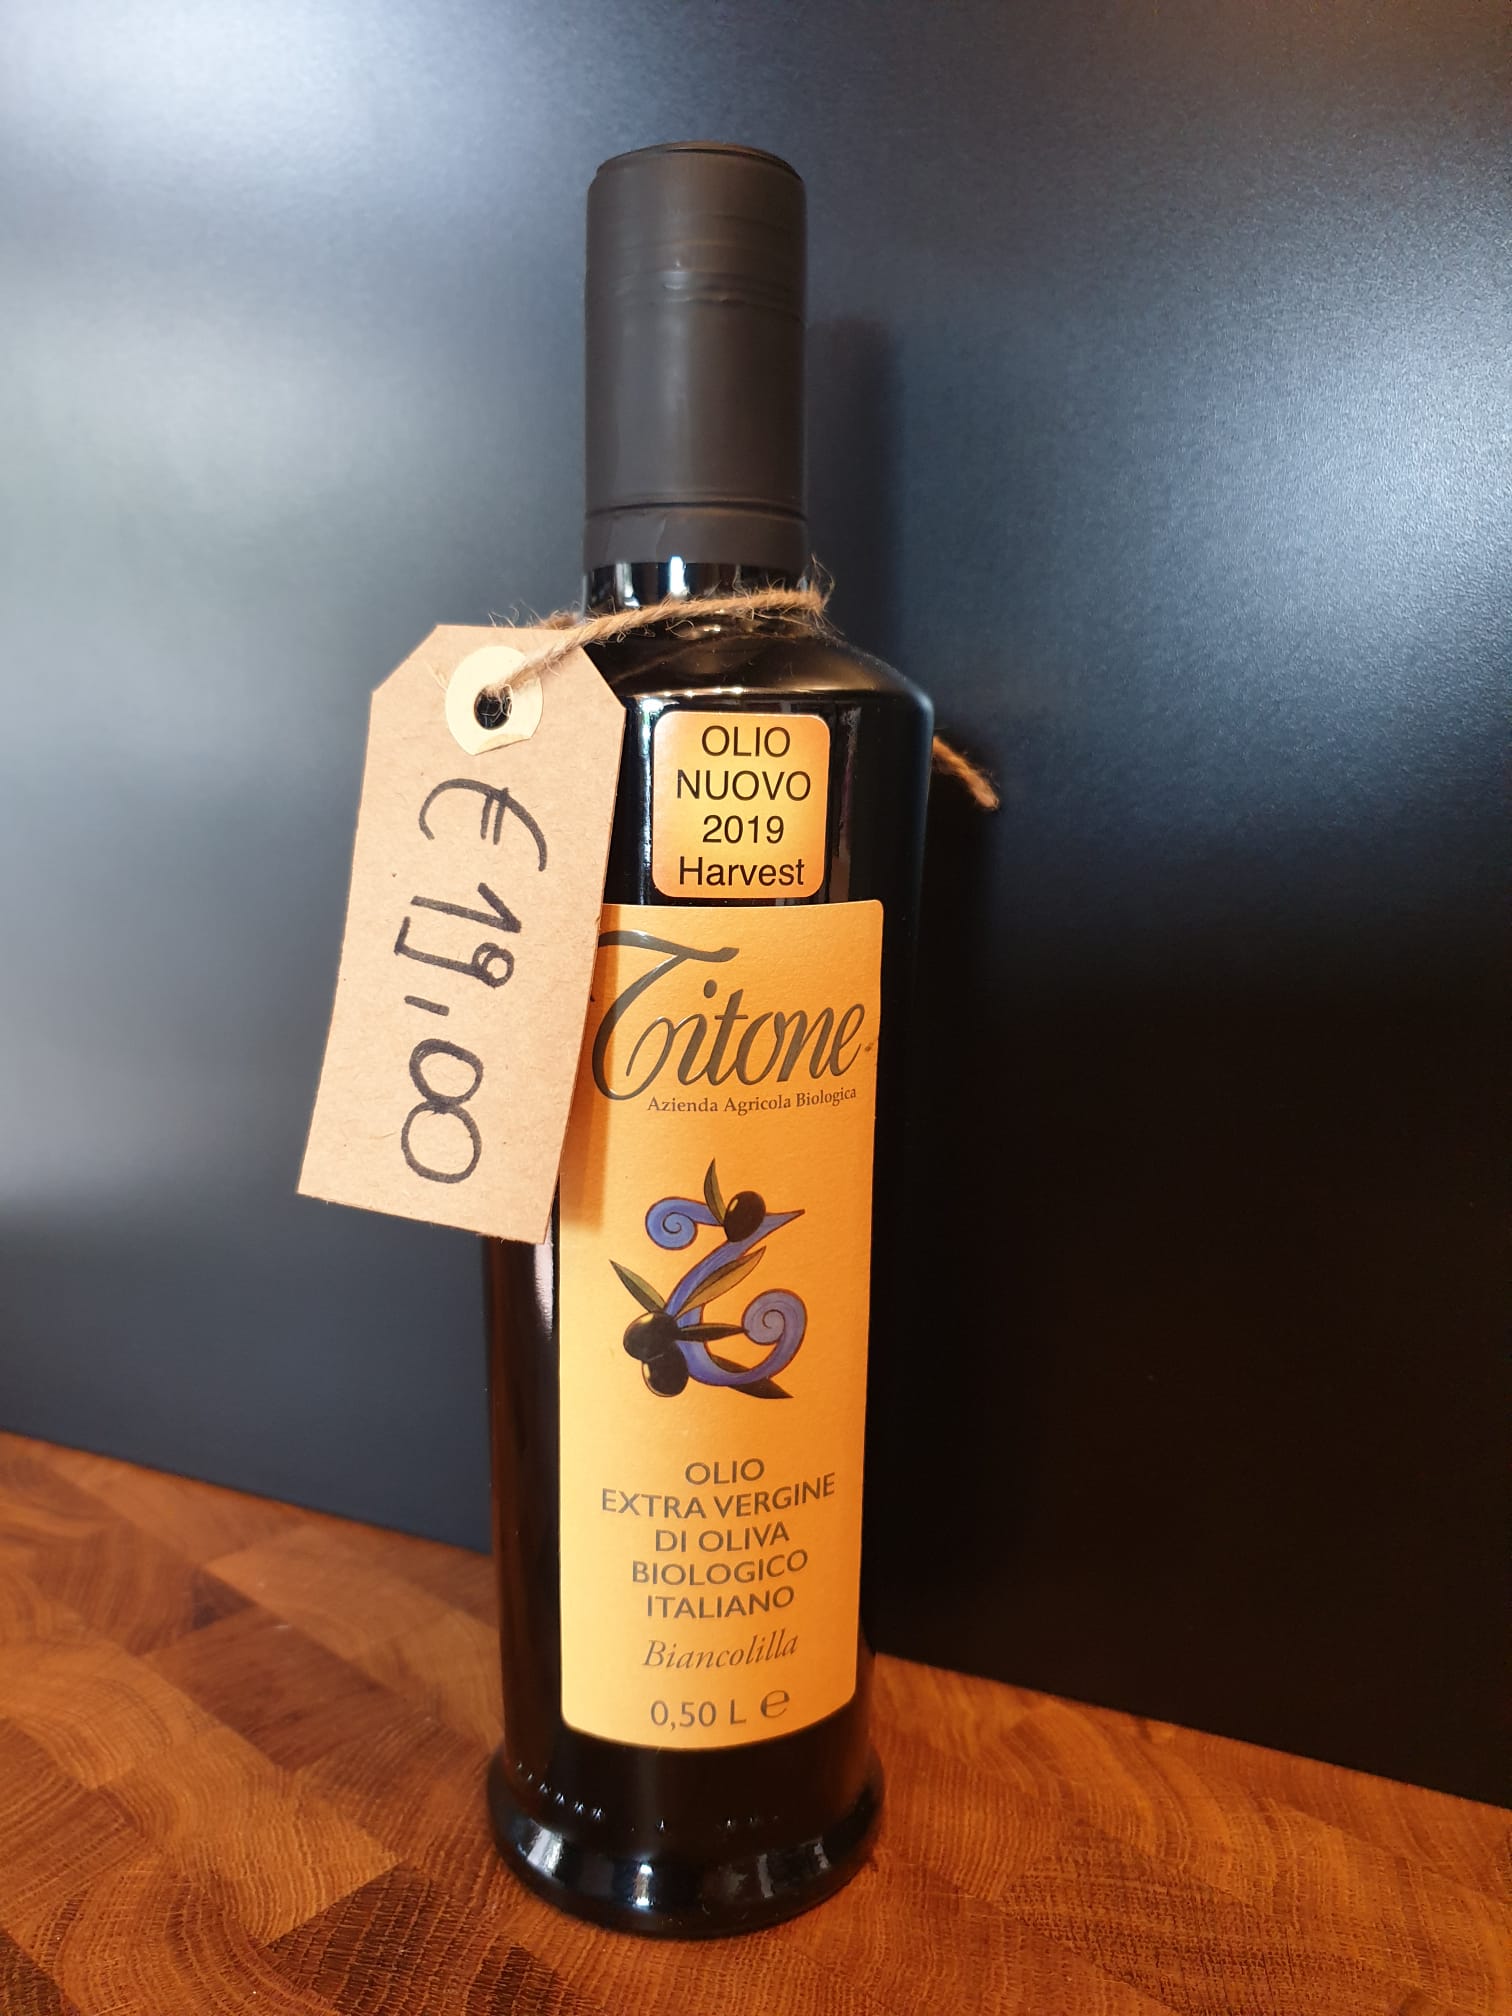 € 19,00
OLIO
NUOVO
2019
Harvest
Titone
Azienda Agricola Biologica
OLIO
EXTRA VERGINE
DI OLIVA
BIOLOGICO
ITALIANO
Biancolilla
0,50 L ℮